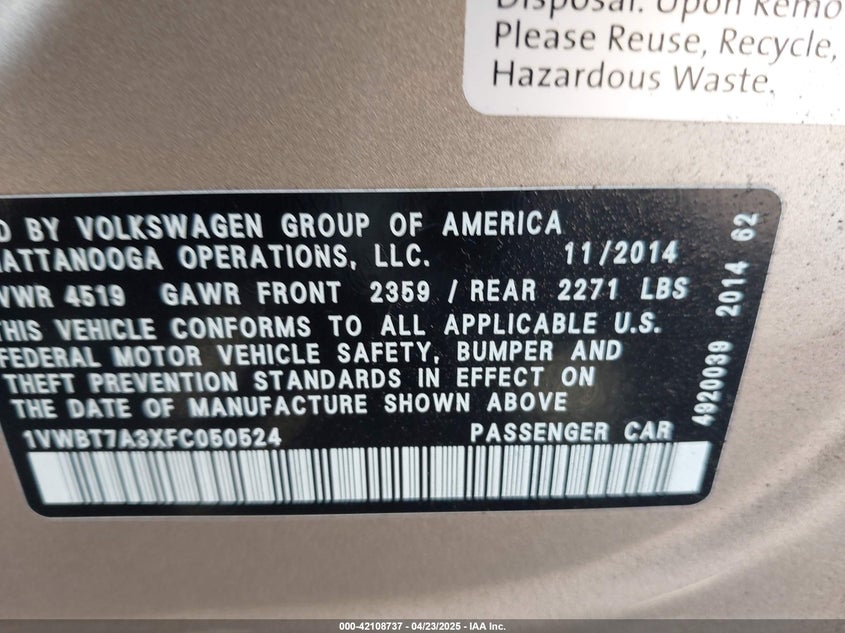 Disposal. Upon Remo
Please Reuse, Recycle,
Hazardous Waste.
D BY VOLKSWAGEN GROUP OF AMERICA
HATTANOOGA OPERATIONS, LLC. 11/2014
VWR 4519 GAWR FRONT 2359 / REAR 2271 LBS
THIS VEHICLE CONFORMS TO ALL APPLICABLE U.S.
FEDERAL MOTOR VEHICLE SAFETY, BUMPER AND
THEFT PREVENTION STANDARDS IN EFFECT ON
THE DATE OF MANUFACTURE SHOWN ABOVE
1VWBT7A3XFC050524 PASSENGER CAR
4920039 2014 62
000-42108737 - 04/23/2025 - IAA Inc.